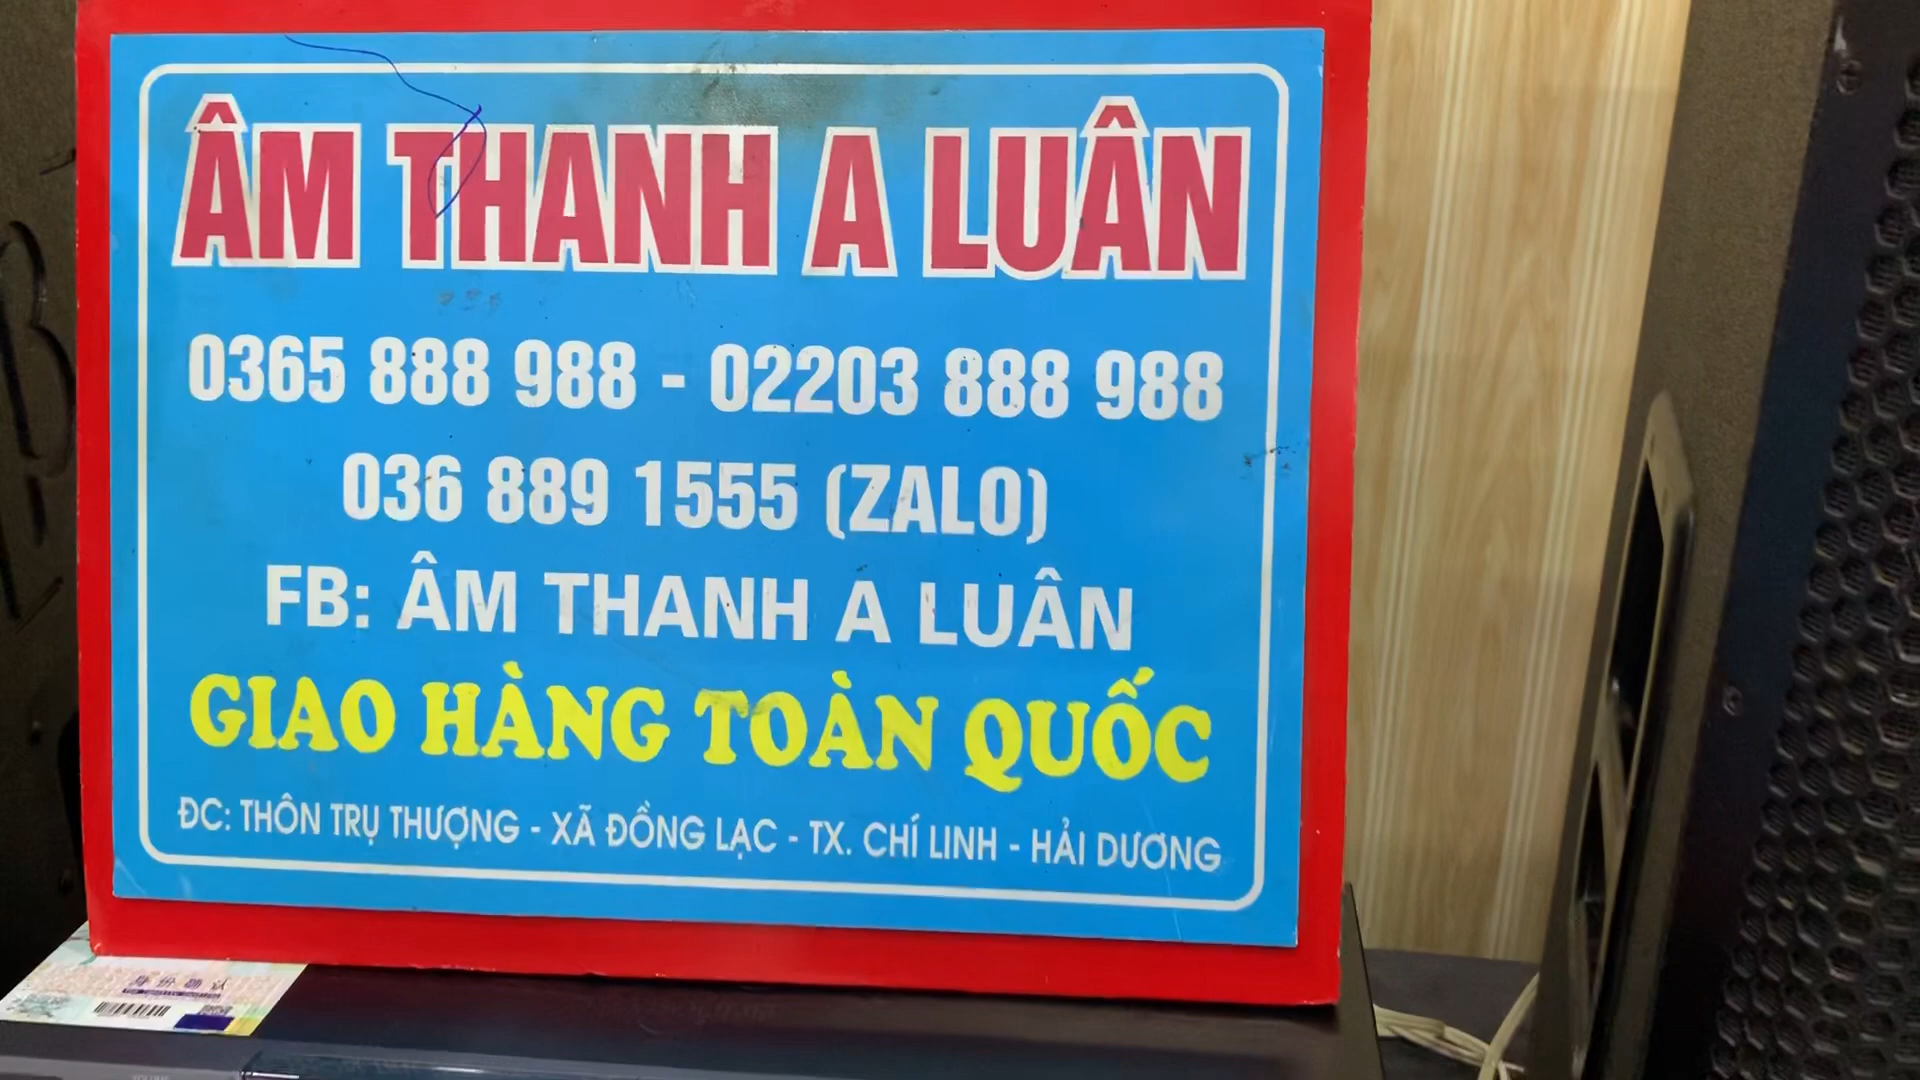 ÂM THANH A LUÂN
0365 888 988 - 02203 888 988
036 889 1555 (ZALO)
FB: ÂM THANH A LUÂN
GIAO HÀNG TOÀN QUỐC
ĐC: THÔN TRỤ THƯỢNG - XÃ ĐỒNG LẠC - TX. CHÍ LINH - HẢI DƯƠNG